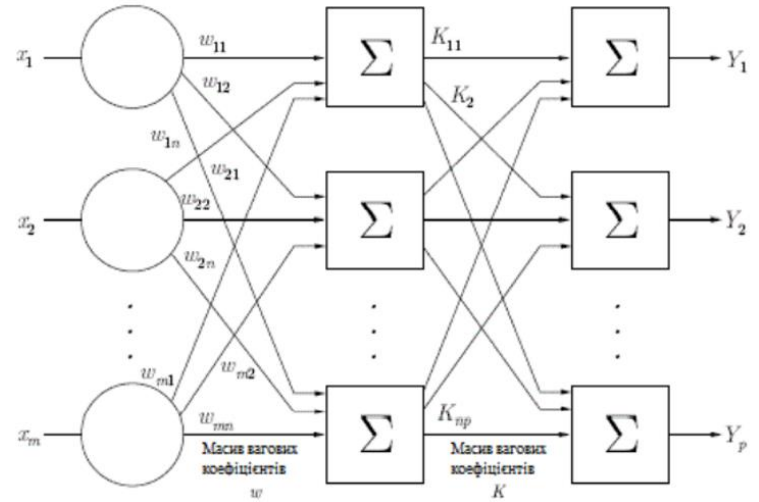 x₁ w₁₁ Σ K₁₁ Σ Y₁
w₁₂ K₂
w₁ₙ
w₂₁
x₂ w₂₂ Σ Σ Y₂
w₂ₙ
wₘ₁ wₘ₂
xₘ wₘₙ Σ Kₙₚ Σ Yₚ
Масив вагових
коефіцієнтів
w
Масив вагових
коефіцієнтів
K